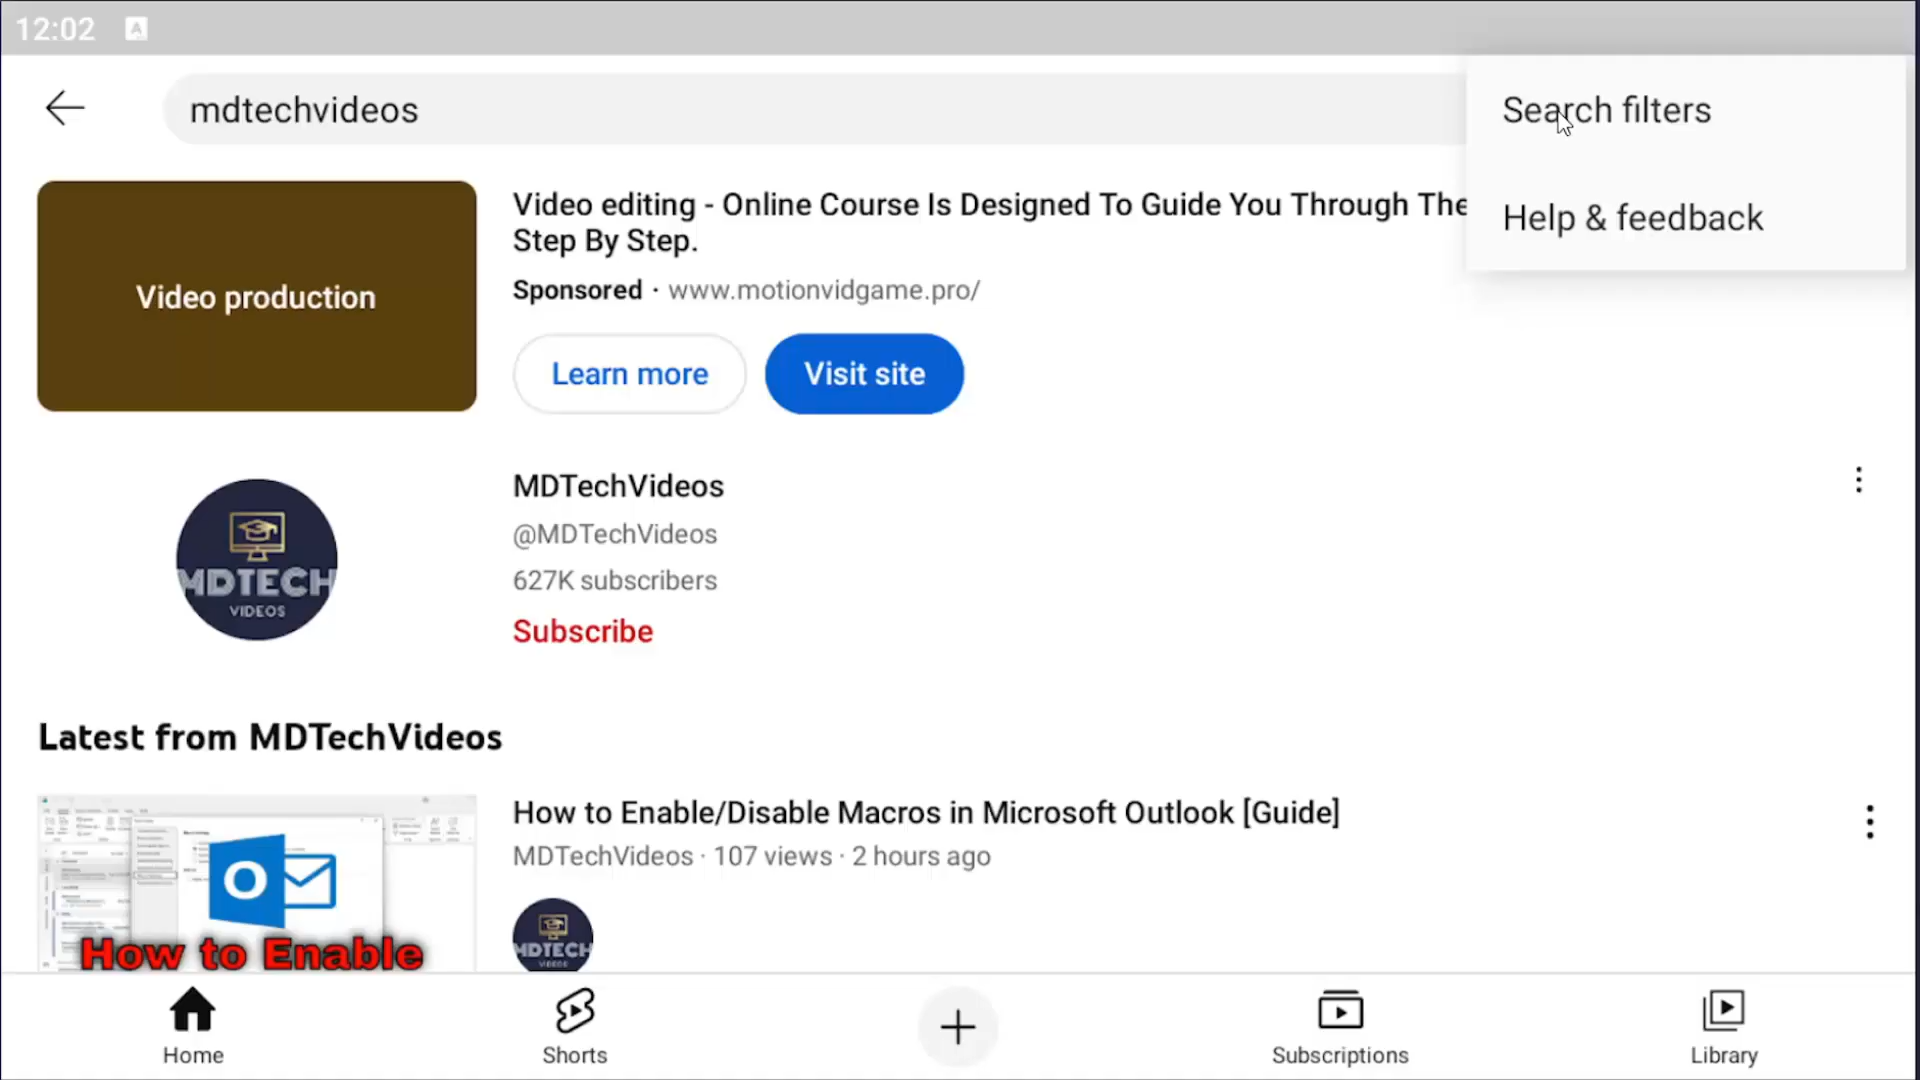 12:02
A
mdtechvideos
Search filters
Help & feedback
Video production
Video editing - Online Course Is Designed To Guide You Through The
Step By Step.
Sponsored · www.motionvidgame.pro/
Learn more
Visit site
MDTECH
VIDEOS
MDTechVideos
@MDTechVideos
627K subscribers
Subscribe
Latest from MDTechVideos
How to Enable
How to Enable/Disable Macros in Microsoft Outlook [Guide]
MDTechVideos · 107 views · 2 hours ago
MDTECH
VIDEOS
Home
Shorts
Subscriptions
Library